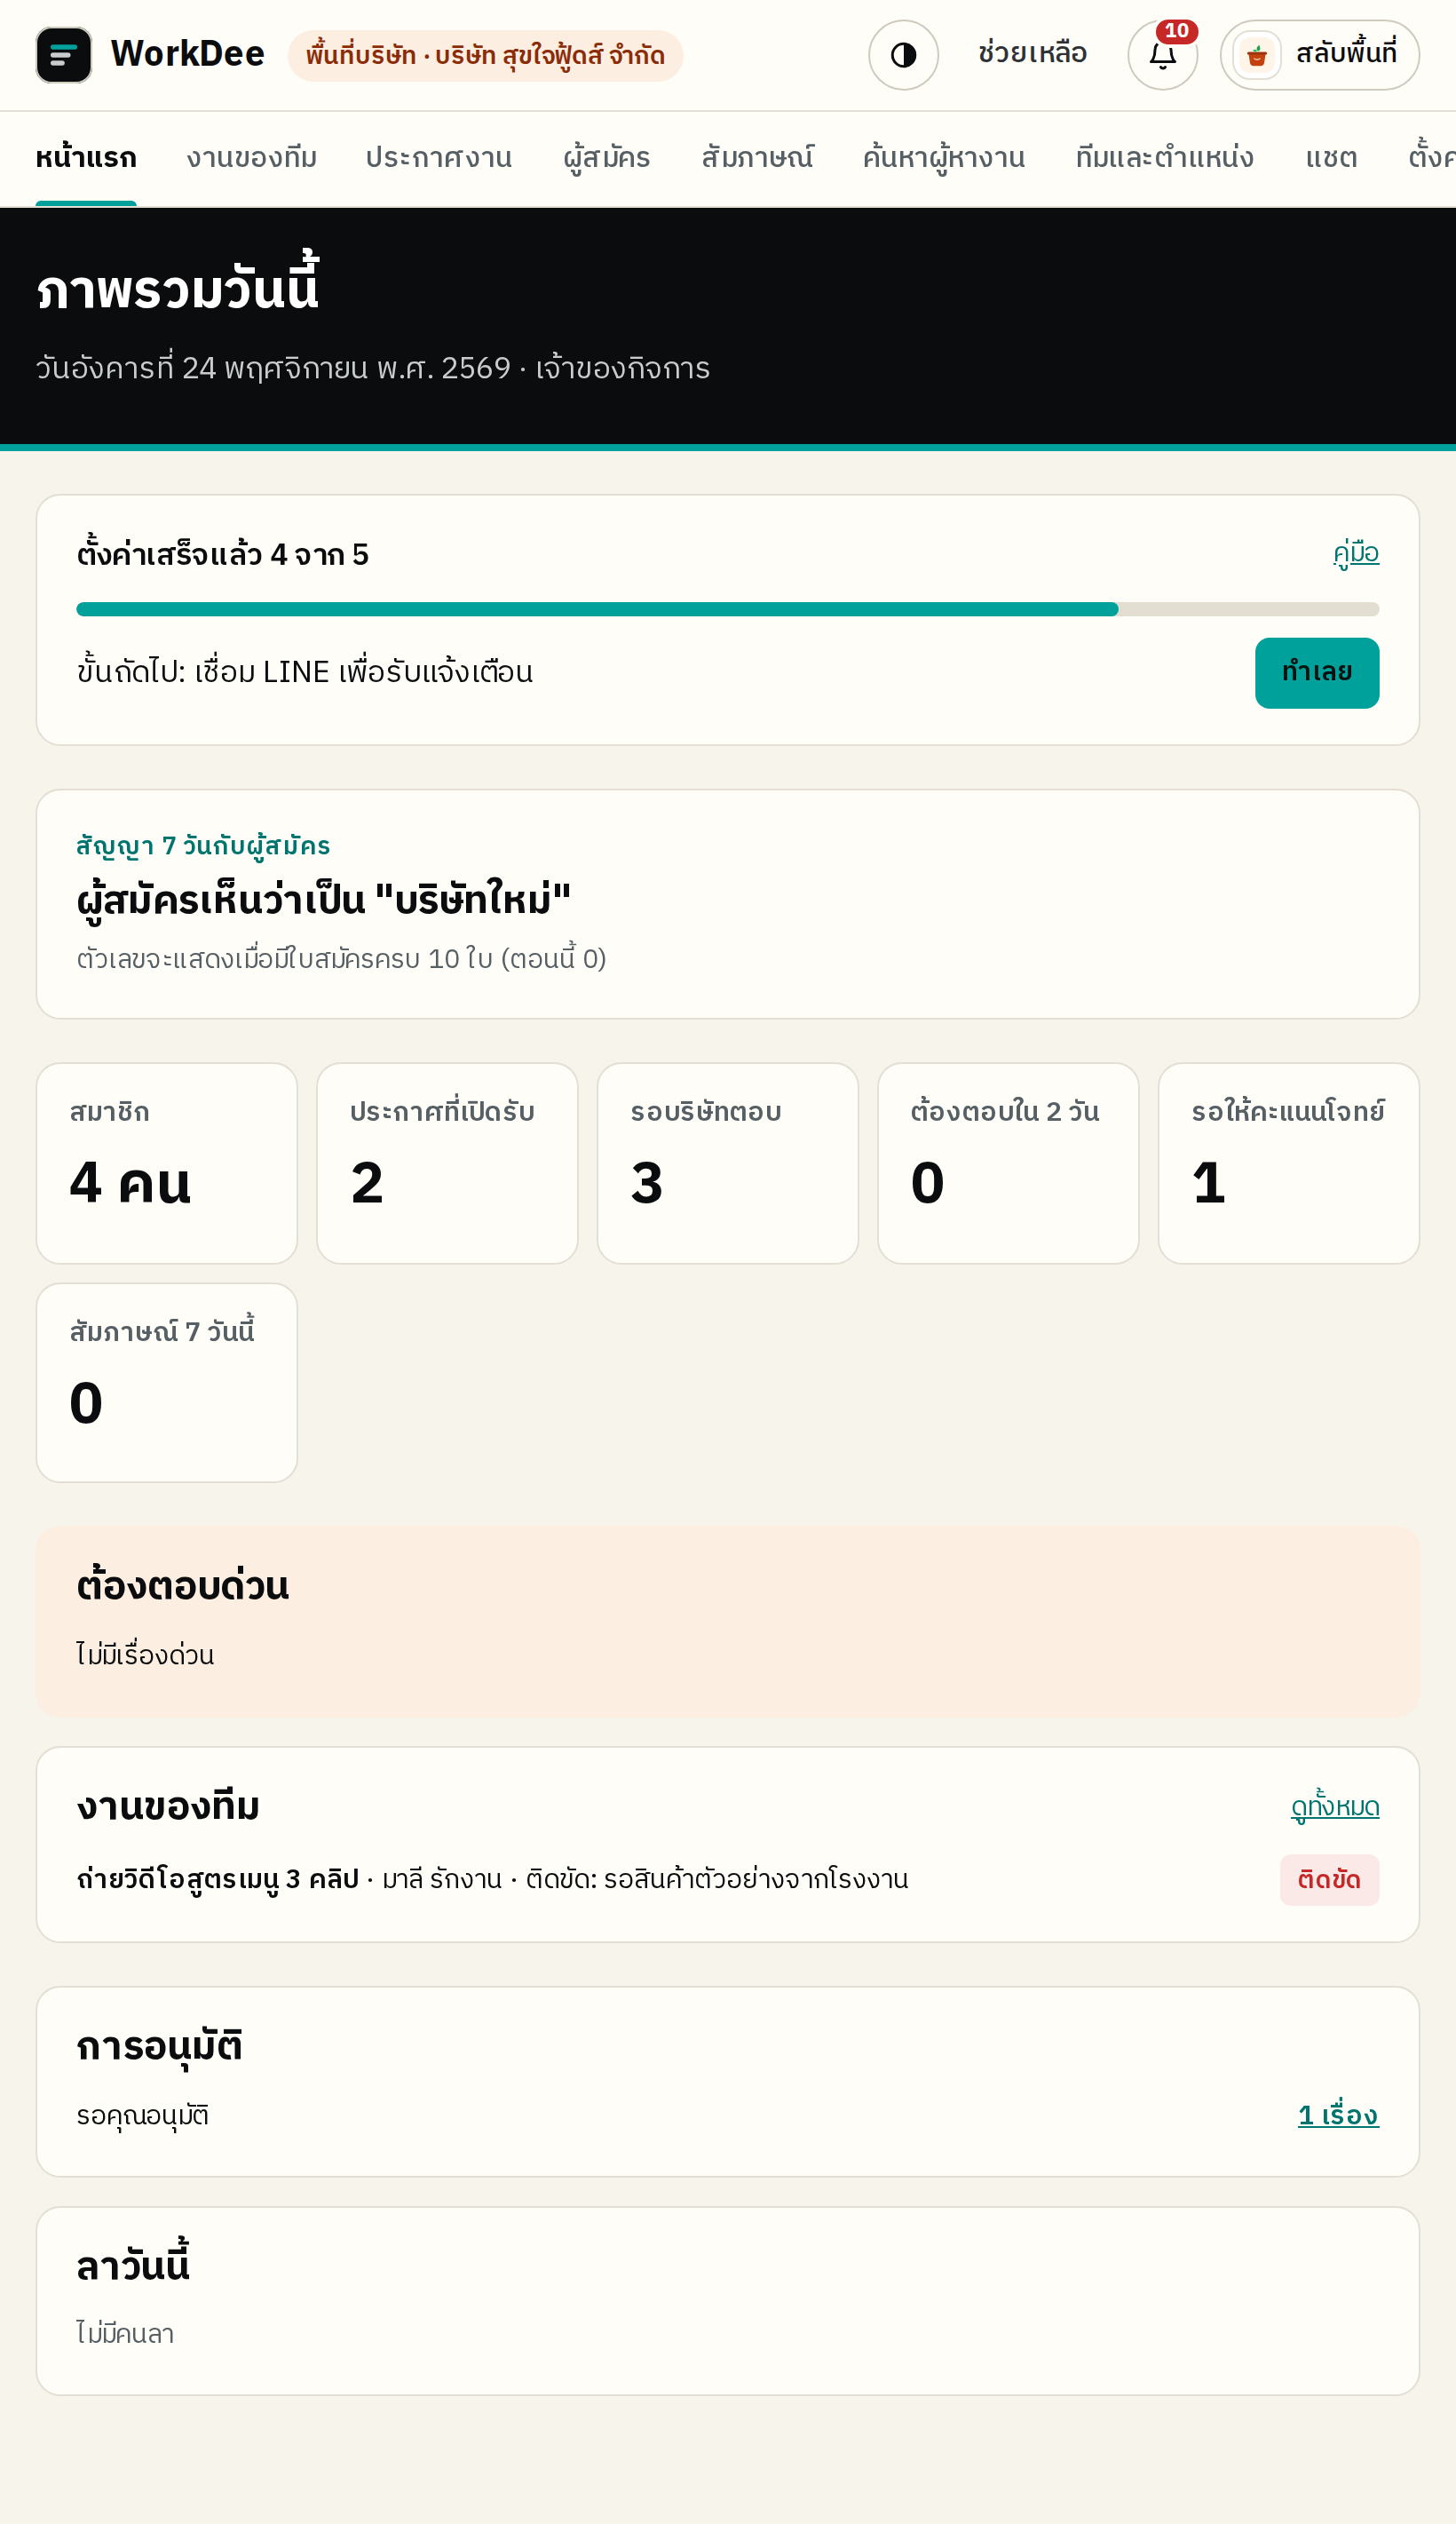 WorkDee
พื้นที่บริษัท · บริษัท สุขใจฟู้ดส์ จำกัด
ช่วยเหลือ
10
สลับพื้นที่
หน้าแรก
งานของทีม
ประกาศงาน
ผู้สมัคร
สัมภาษณ์
ค้นหาผู้หางาน
ทีมและตำแหน่ง
แชต
ภาพรวมวันนี้
วันอังคารที่ 24 พฤศจิกายน พ.ศ. 2569 · เจ้าของกิจการ
ตั้งค่าเสร็จแล้ว 4 จาก 5
คู่มือ
ขั้นถัดไป: เชื่อม LINE เพื่อรับแจ้งเตือน
ทำเลย
สัญญา 7 วันกับผู้สมัคร
ผู้สมัครเห็นว่าเป็น "บริษัทใหม่"
ตัวเลขจะแสดงเมื่อมีใบสมัครครบ 10 ใบ (ตอนนี้ 0)
สมาชิก
4 คน
ประกาศที่เปิดรับ
2
รอบริษัทตอบ
3
ต้องตอบใน 2 วัน
0
รอให้คะแนนโจทย์
1
สัมภาษณ์ 7 วันนี้
0
ต้องตอบด่วน
ไม่มีเรื่องด่วน
งานของทีม
ดูทั้งหมด
ถ่ายวิดีโอสูตรเมนู 3 คลิป · มาลี รักงาน · ติดขัด: รอสินค้าตัวอย่างจากโรงงาน
ติดขัด
การอนุมัติ
รอคุณอนุมัติ
1 เรื่อง
ลาวันนี้
ไม่มีคนลา